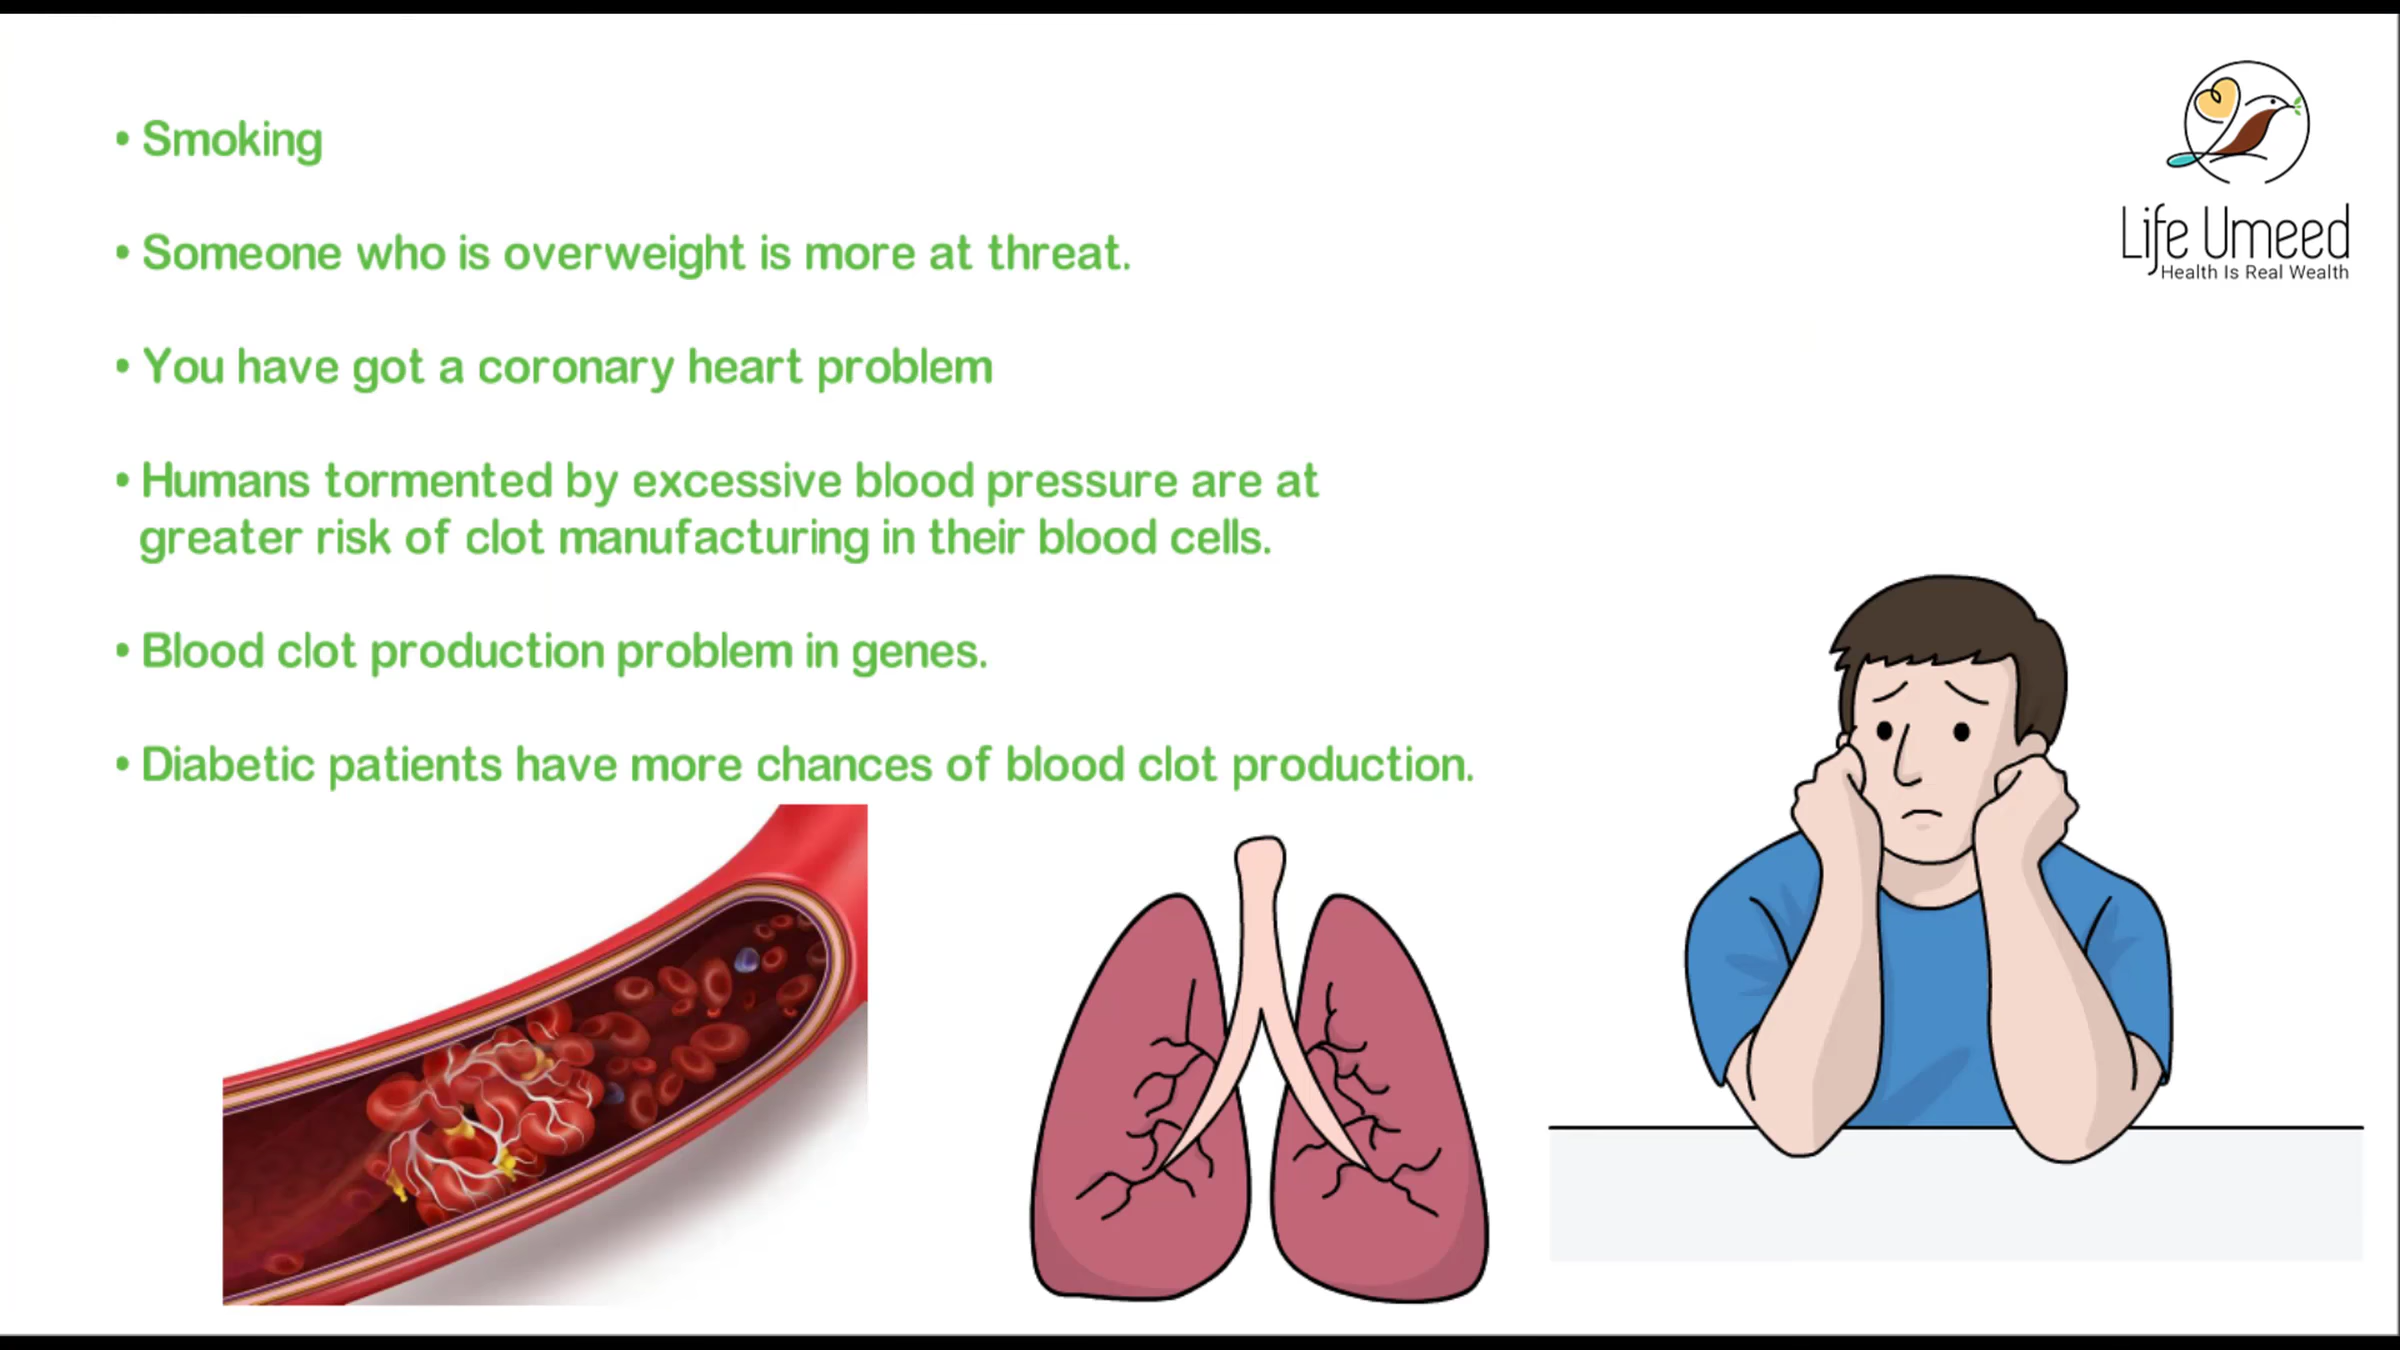 • Smoking
• Someone who is overweight is more at threat.
• You have got a coronary heart problem
• Humans tormented by excessive blood pressure are at
greater risk of clot manufacturing in their blood cells.
• Blood clot production problem in genes.
• Diabetic patients have more chances of blood clot production.
Life Umeed
Health Is Real Wealth